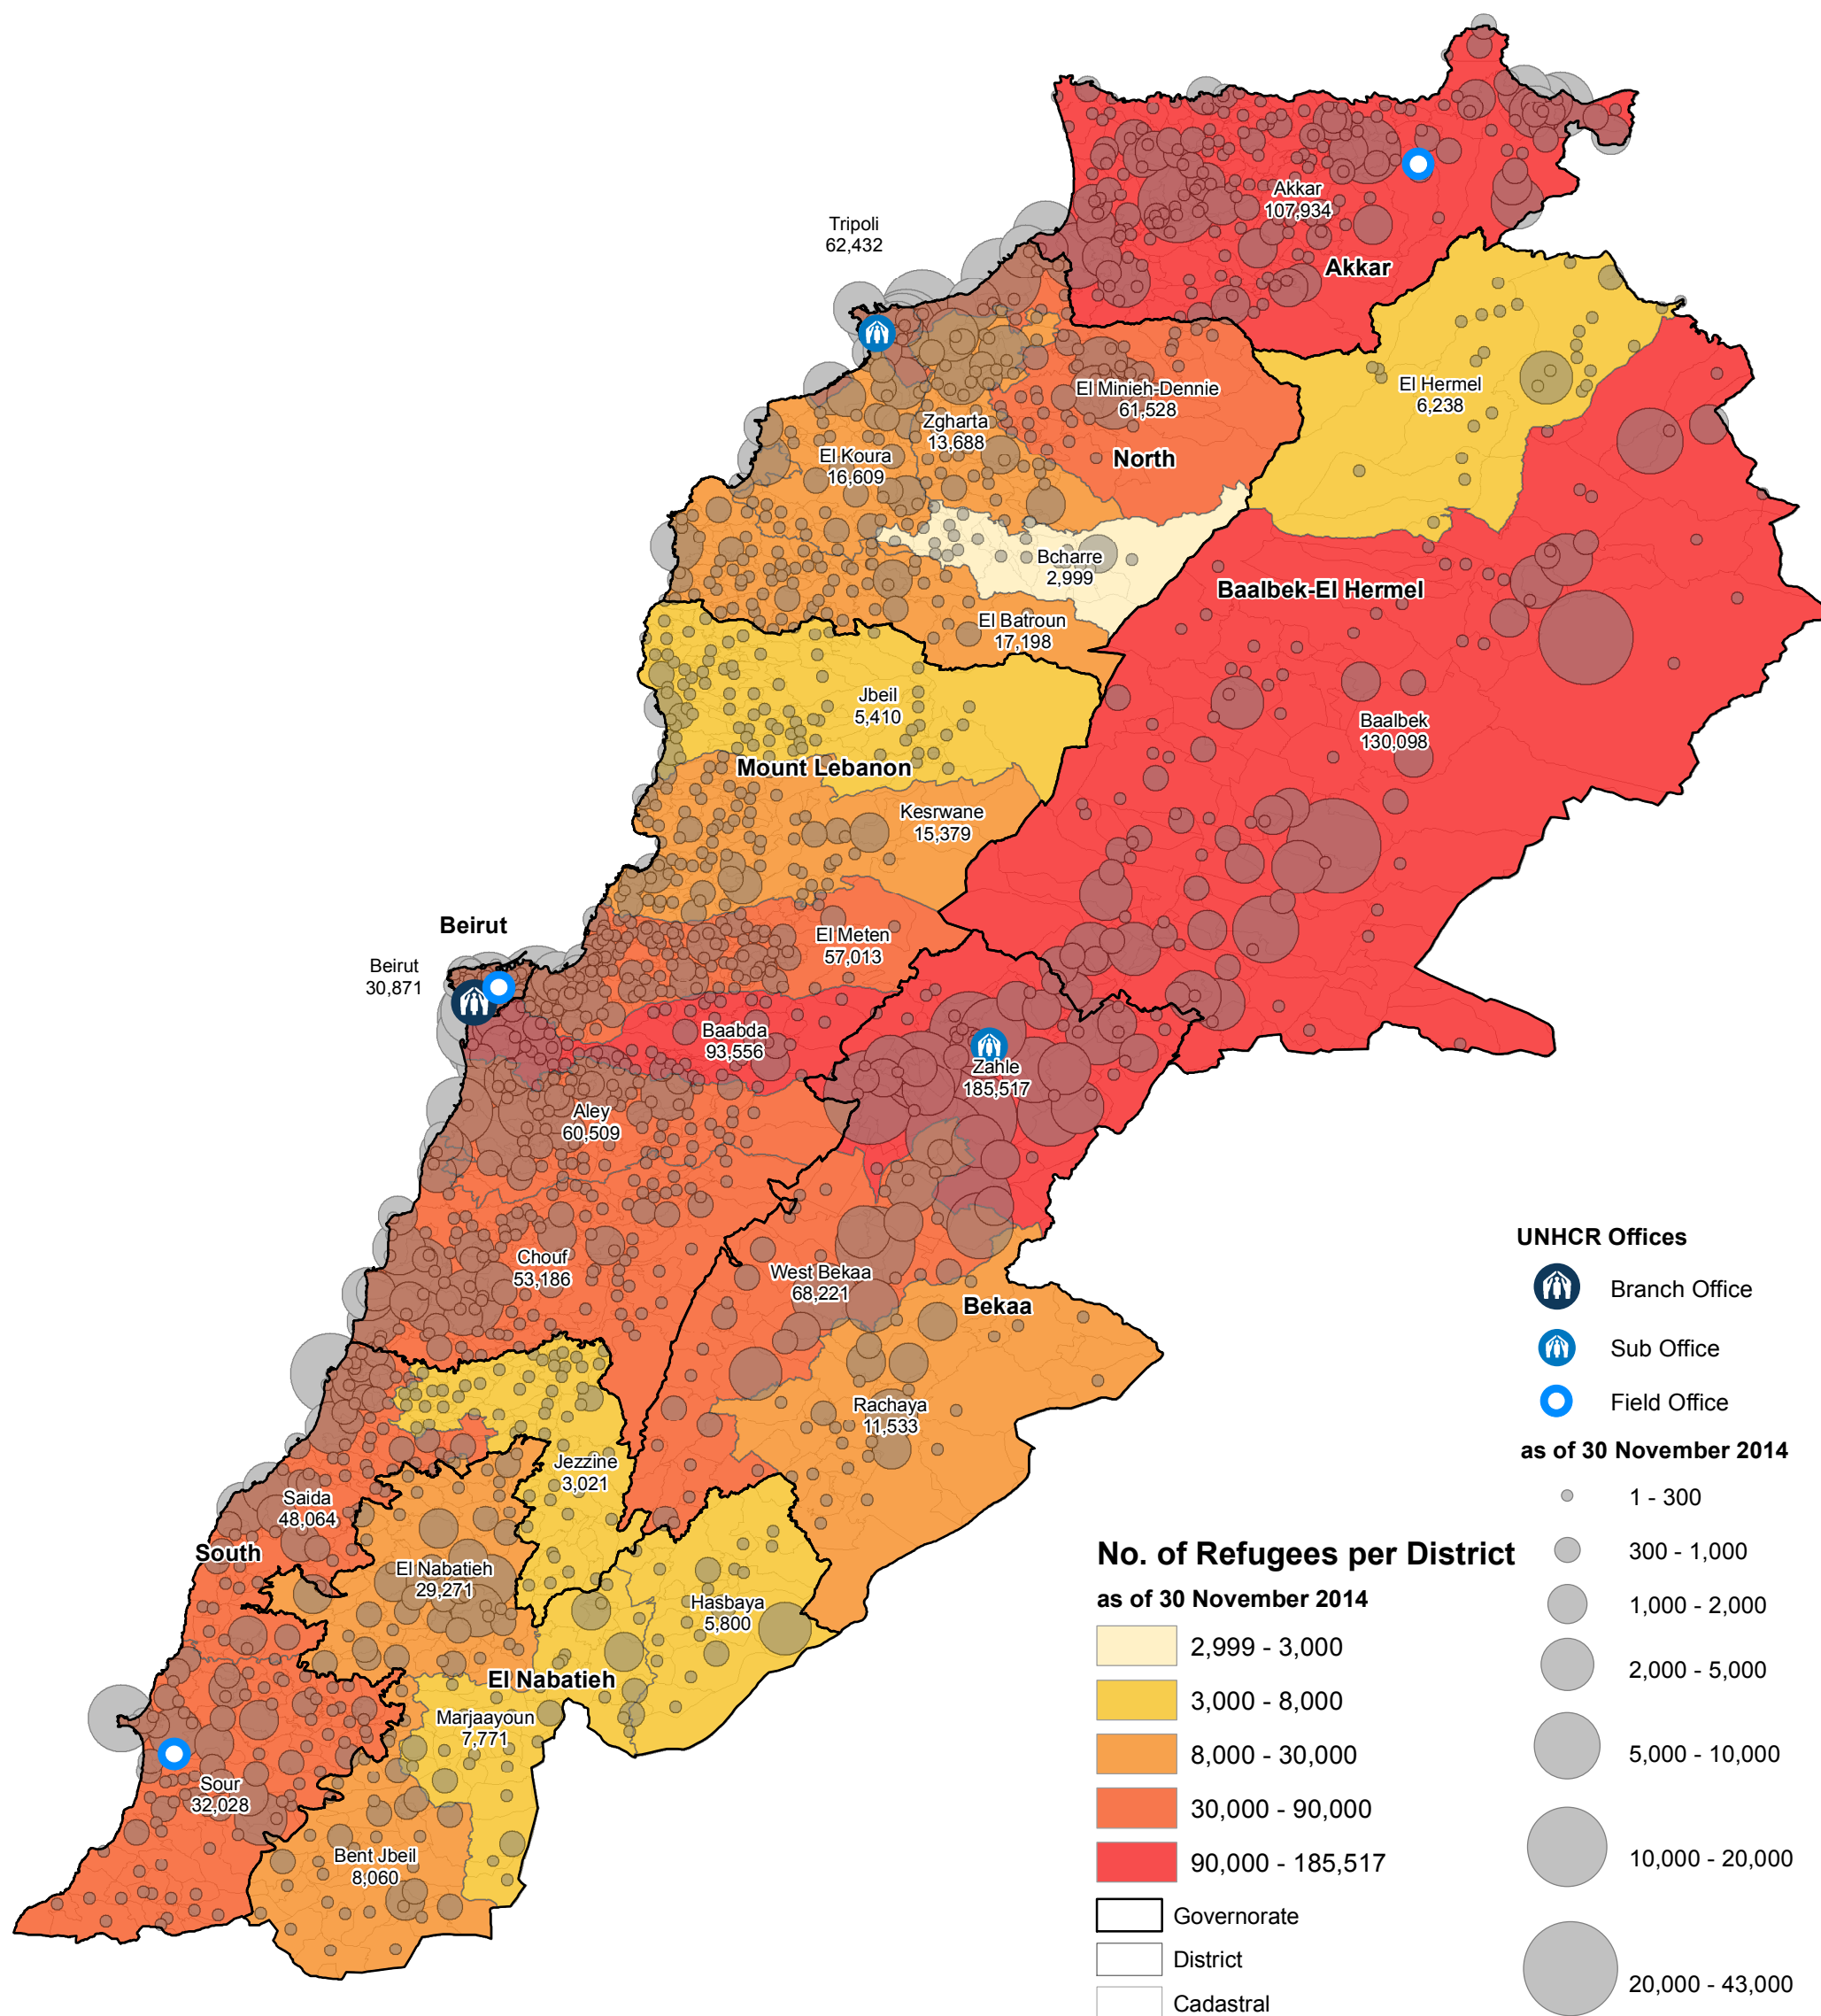 Akkar
107,934
Akkar
Tripoli
62,432
El Hermel
6,238
El Minieh-Dennie
61,528
Zgharta
13,688
North
El Koura
16,609
Bcharre
2,999
Baalbek-El Hermel
El Batroun
17,198
Jbeil
5,410
Baalbek
130,098
Mount Lebanon
Kesrwane
15,379
Beirut
El Meten
57,013
Beirut
30,871
Baabda
93,556
Zahle
185,517
Aley
60,509
Chouf
53,186
West Bekaa
68,221
Bekaa
Rachaya
11,533
Jezzine
3,021
Saida
48,064
South
El Nabatieh
29,271
Hasbaya
5,800
El Nabatieh
Marjaayoun
7,771
Sour
32,028
Bent Jbeil
8,060
UNHCR Offices
Branch Office
Sub Office
Field Office
as of 30 November 2014
1 - 300
300 - 1,000
1,000 - 2,000
2,000 - 5,000
5,000 - 10,000
10,000 - 20,000
20,000 - 43,000
No. of Refugees per District
as of 30 November 2014
2,999 - 3,000
3,000 - 8,000
8,000 - 30,000
30,000 - 90,000
90,000 - 185,517
Governorate
District
Cadastral